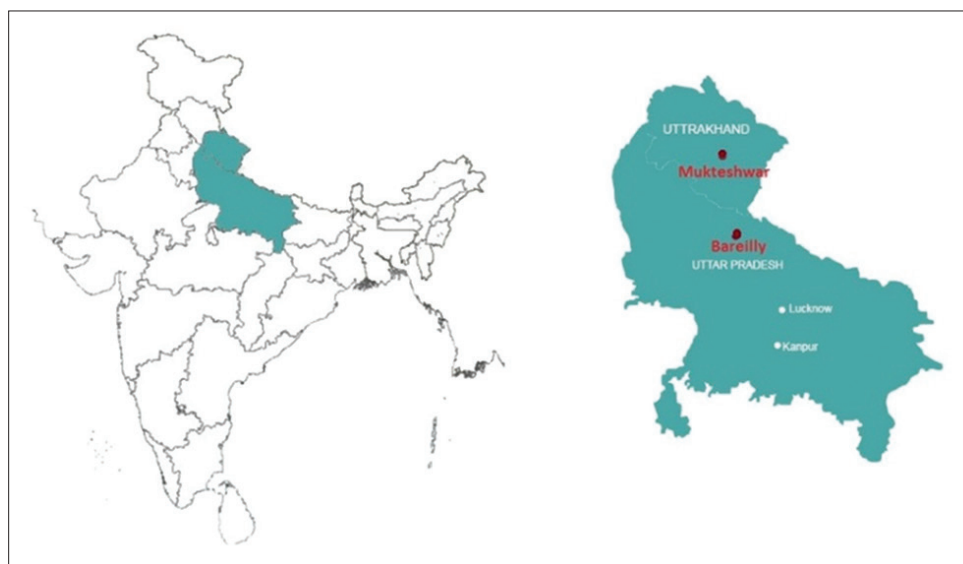 UTTRAKHAND
Mukteshwar
Bareilly
UTTAR PRADESH
Lucknow
Kanpur